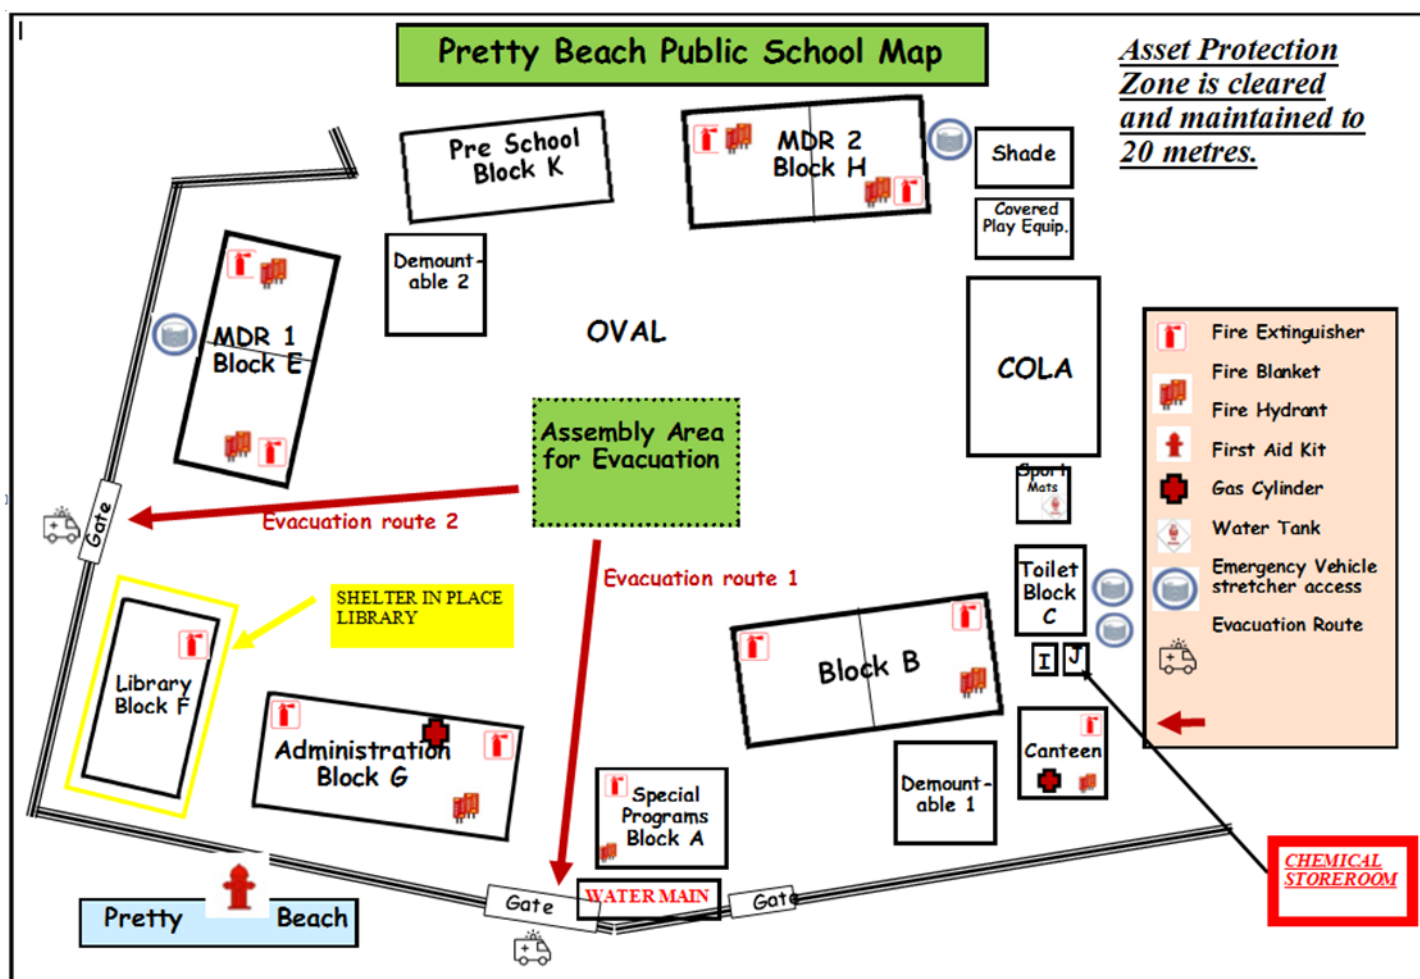 Pretty Beach Public School Map
Asset Protection
Zone is cleared
and maintained to
20 metres.
Pre School
Block K
MDR 2
Block H
Shade
Covered
Play Equip.
Demount-
able 2
MDR 1
Block E
OVAL
COLA
Fire Extinguisher
Fire Blanket
Fire Hydrant
First Aid Kit
Gas Cylinder
Water Tank
Emergency Vehicle
stretcher access
Evacuation Route
Assembly Area
for Evacuation
Sport
Mats
Gate
Evacuation route 2
Evacuation route 1
SHELTER IN PLACE
LIBRARY
Toilet
Block
C
I
J
Library
Block F
Block B
Administration
Block G
Canteen
Special
Programs
Block A
Demount-
able 1
CHEMICAL
STOREROOM
Gate
WATER MAIN
Gate
Pretty Beach